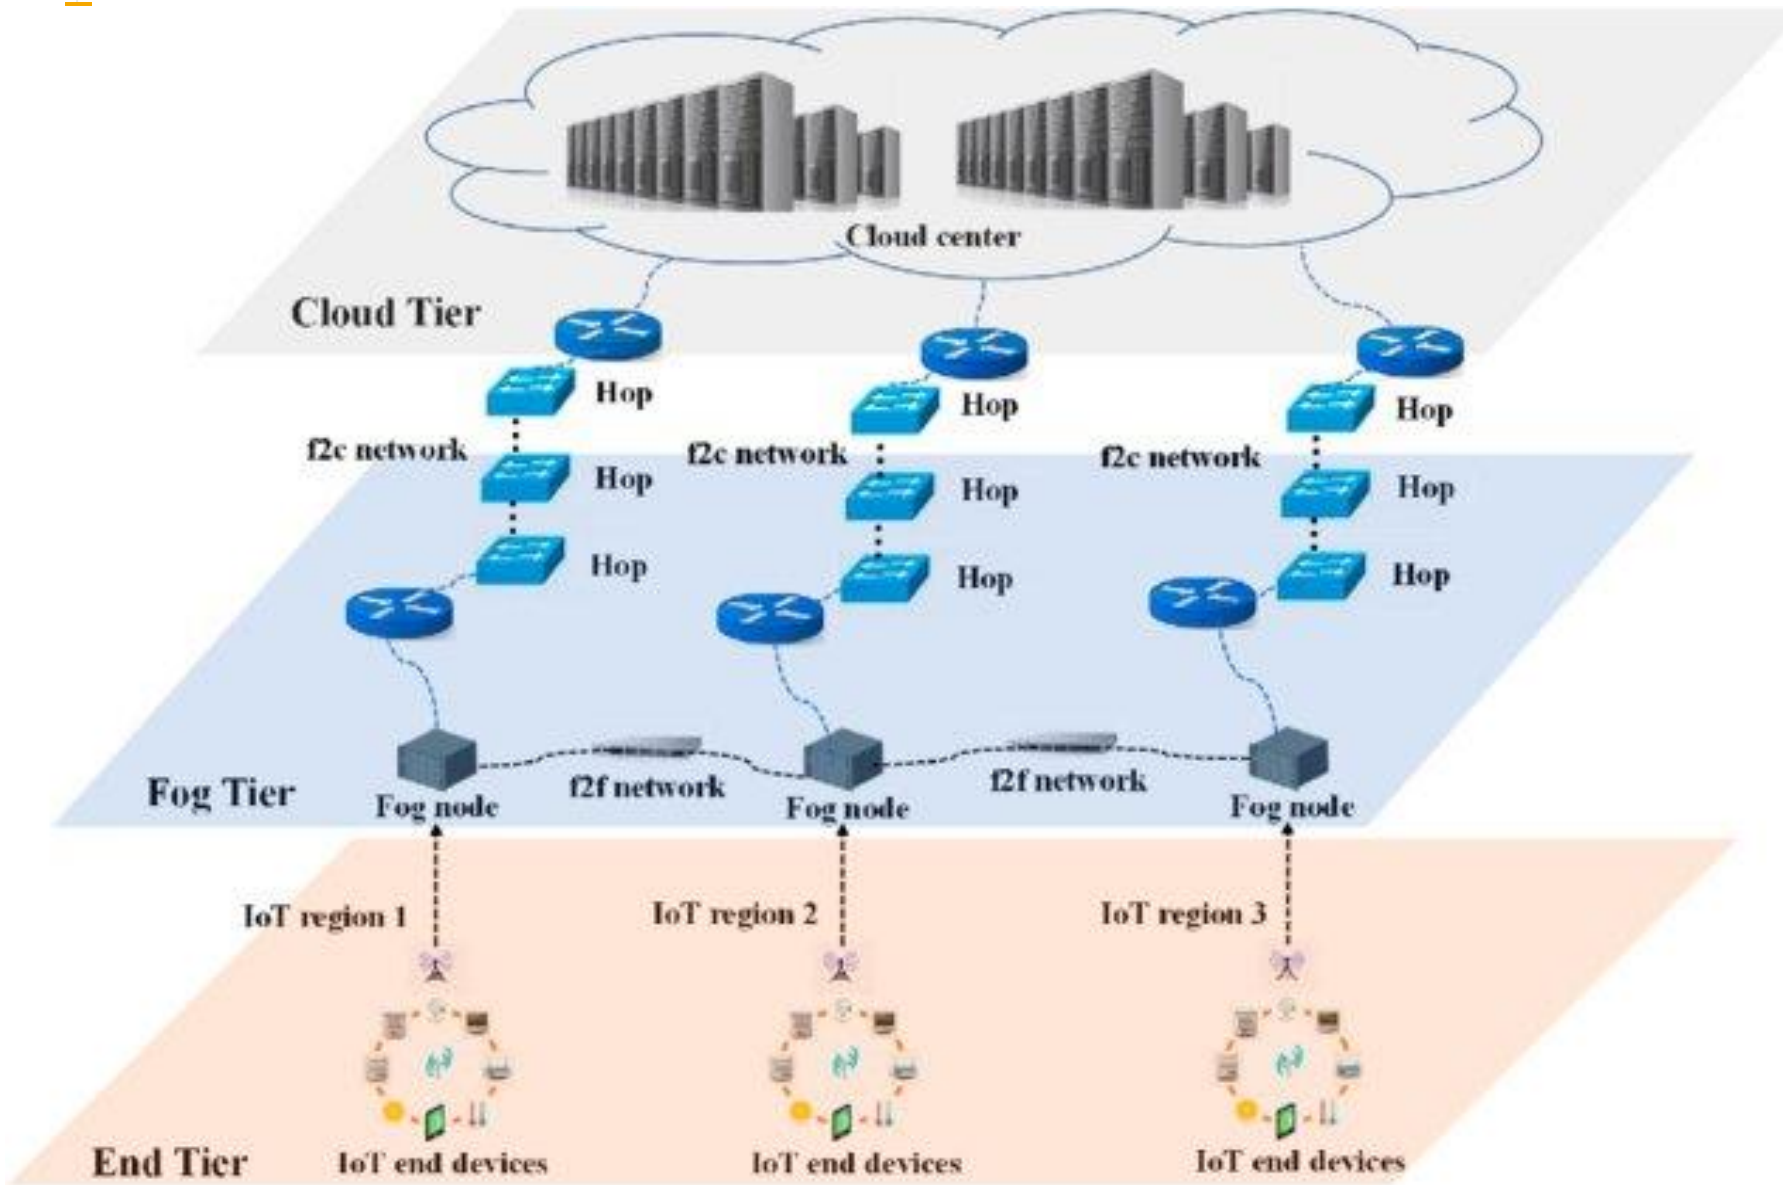 Cloud center
Cloud Tier
Hop
Hop
Hop
f2c network
f2c network
f2c network
Hop
Hop
Hop
Hop
Hop
Hop
f2f network
f2f network
Fog Tier
Fog node
Fog node
Fog node
IoT region 1
IoT region 2
IoT region 3
End Tier
IoT end devices
IoT end devices
IoT end devices